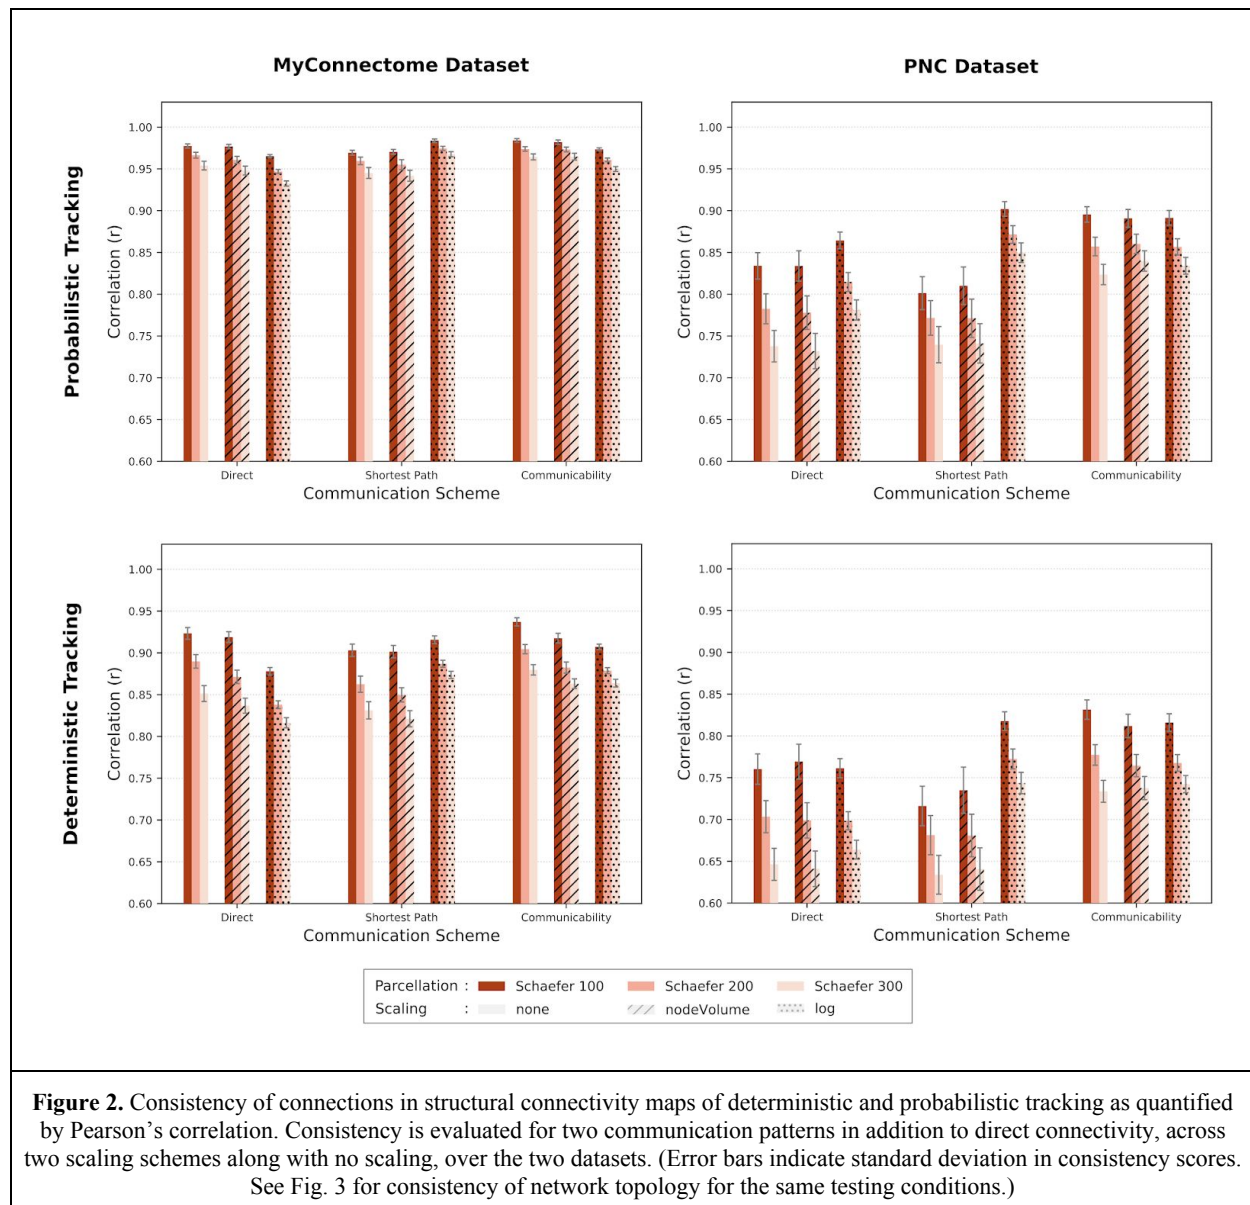 MyConnectome Dataset
PNC Dataset
Probabilistic Tracking
Correlation (r)
1.00
0.95
0.90
0.85
0.80
0.75
0.70
0.65
0.60
Direct
Shortest Path
Communicability
Communication Scheme
Correlation (r)
1.00
0.95
0.90
0.85
0.80
0.75
0.70
0.65
0.60
Direct
Shortest Path
Communicability
Communication Scheme
Deterministic Tracking
Correlation (r)
1.00
0.95
0.90
0.85
0.80
0.75
0.70
0.65
0.60
Direct
Shortest Path
Communicability
Communication Scheme
Correlation (r)
1.00
0.95
0.90
0.85
0.80
0.75
0.70
0.65
0.60
Direct
Shortest Path
Communicability
Communication Scheme
Parcellation : Schaefer 100 Schaefer 200 Schaefer 300
Scaling : none nodeVolume log
Figure 2. Consistency of connections in structural connectivity maps of deterministic and probabilistic tracking as quantified
by Pearson’s correlation. Consistency is evaluated for two communication patterns in addition to direct connectivity, across
two scaling schemes along with no scaling, over the two datasets. (Error bars indicate standard deviation in consistency scores.
See Fig. 3 for consistency of network topology for the same testing conditions.)